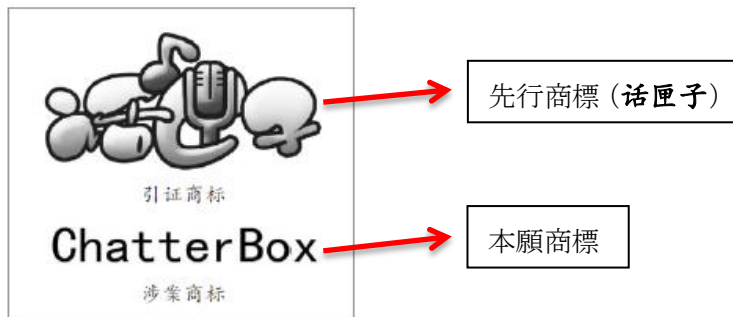 话匣子
引证商标
ChatterBox
涉案商标
先行商標（话匣子）
本願商標